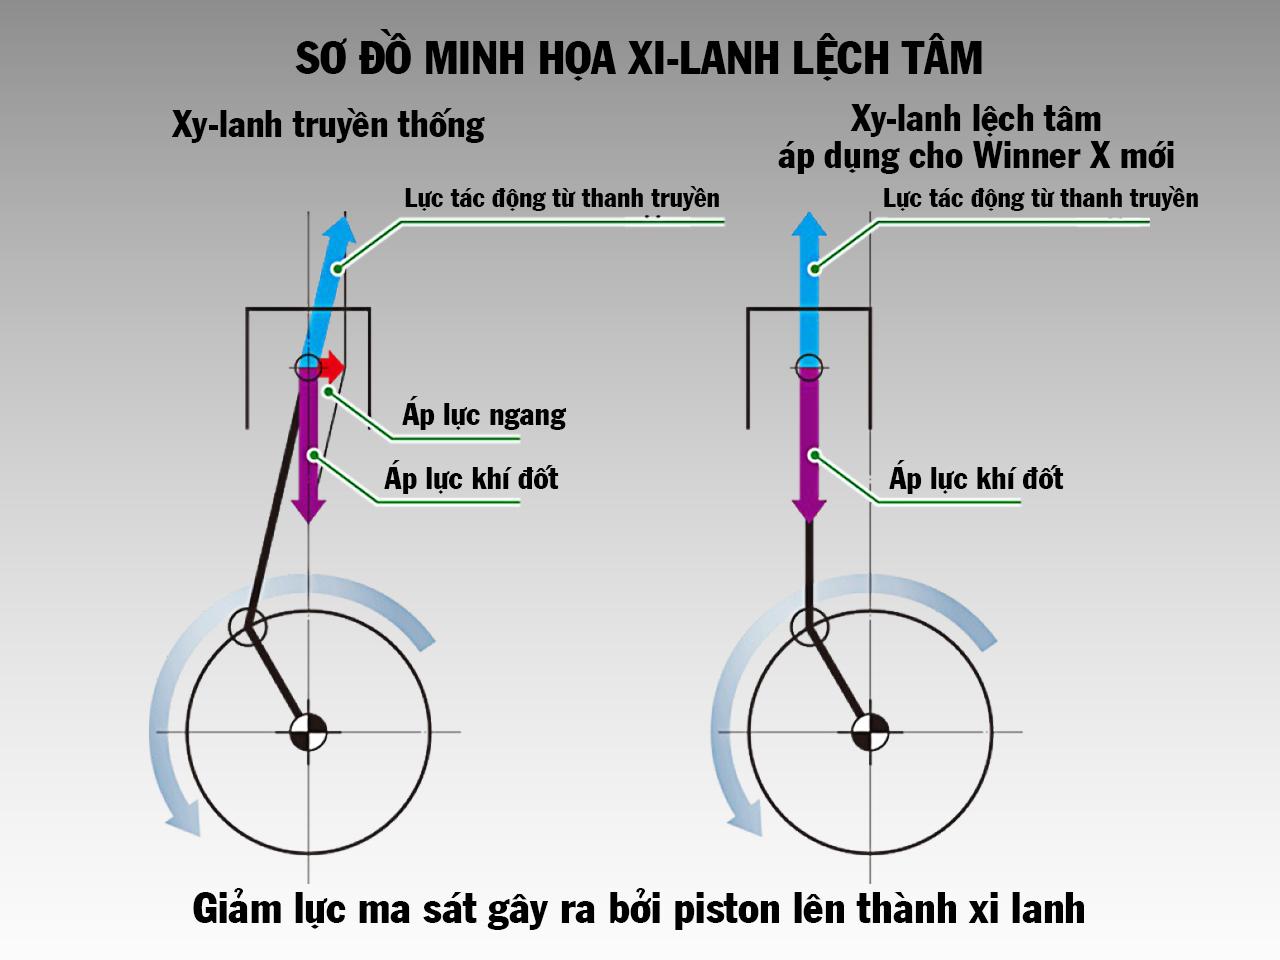 SƠ ĐỒ MINH HỌA XI-LANH LỆCH TÂM
Xy-lanh truyền thống
Xy-lanh lệch tâm
áp dụng cho Winner X mới
Lực tác động từ thanh truyền
Lực tác động từ thanh truyền
Áp lực ngang
Áp lực khí đốt
Áp lực khí đốt
Giảm lực ma sát gây ra bởi piston lên thành xi lanh